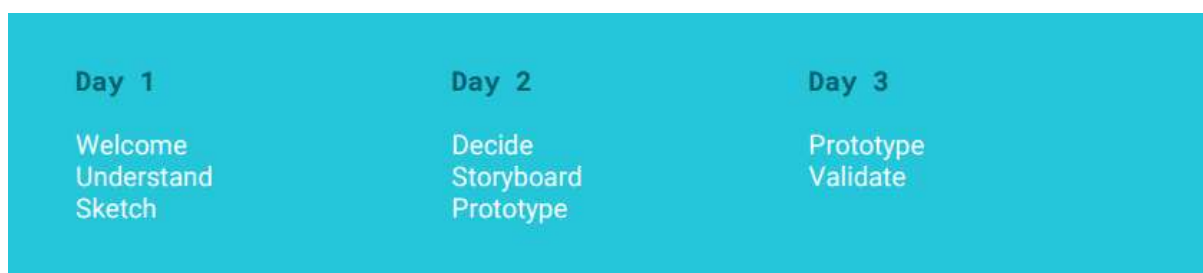 Day 1
Welcome
Understand
Sketch
Day 2
Decide
Storyboard
Prototype
Day 3
Prototype
Validate